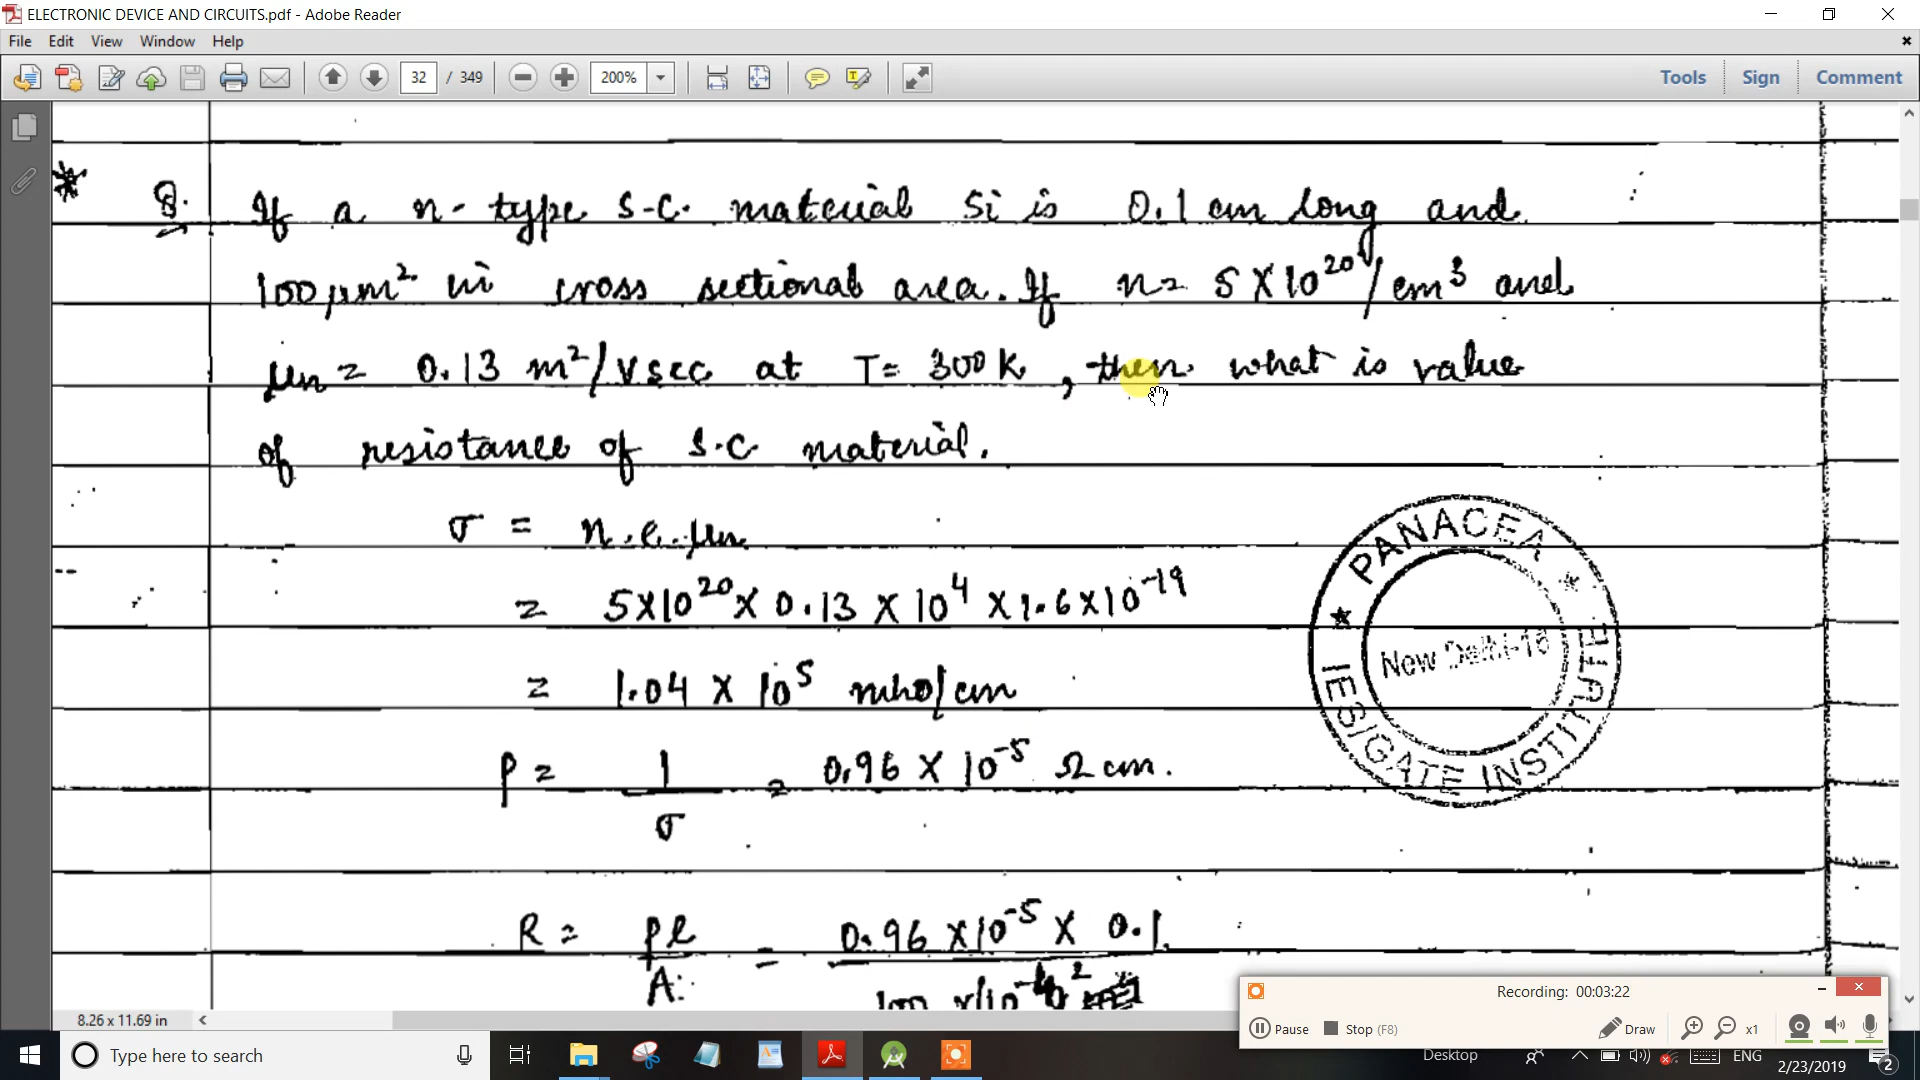 ELECTRONIC DEVICE AND CIRCUITS.pdf - Adobe Reader
File Edit View Window Help
32 / 349 200% Tools Sign Comment
* Q. If a n-type s-c. material Si is 0.1 cm long and
100 μm² in cross sectional area. If n= 5 X 10²⁰/cm³ and
μn = 0.13 m²/V sec at T= 300 K, then what is value
of resistance of s.c material.
σ = n.e.μn
= 5X10²⁰ X 0.13 X 10⁴ X 1.6 X 10⁻¹⁹
= 1.04 X 10⁵ mho/cm
ρ = 1/σ = 0.96 X 10⁻⁵ Ω cm.
R = ρl/A = 0.96 X 10⁻⁵ X 0.1
PANACEA
New Delhi-16
IES/GATE INSTITUTE
8.26 x 11.69 in
Recording: 00:03:22
Pause Stop (F8) Draw x1
Type here to search
Desktop ENG
2/23/2019 2